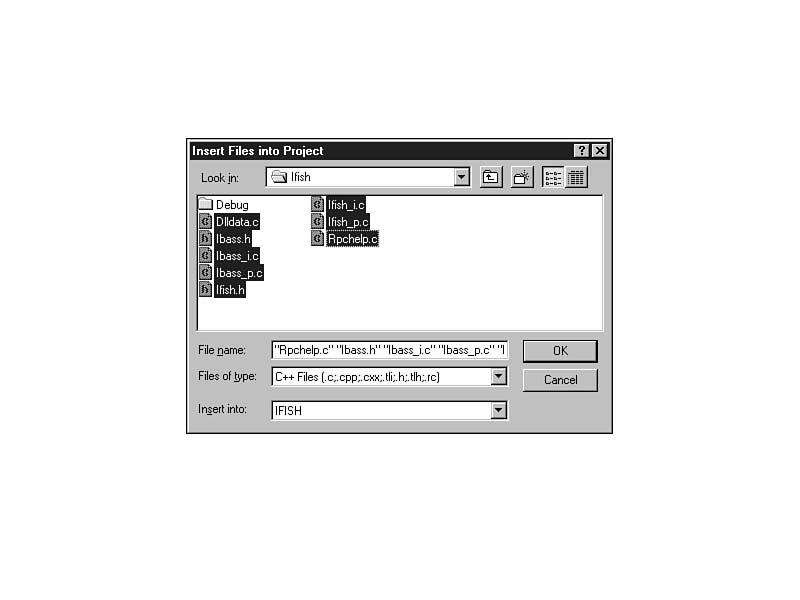 Insert Files into Project
Look in: Ifish
Debug
Dlldata.c
Ibass.h
Ibass_i.c
Ibass_p.c
Ifish.h
Ifish_i.c
Ifish_p.c
Rpchelp.c
File name: "Rpchelp.c" "Ibass.h" "Ibass_i.c" "Ibass_p.c" "I
OK
Files of type: C++ Files (.c;.cpp;.cxx;.tli;.h;.tlh;.rc)
Cancel
Insert into: IFISH